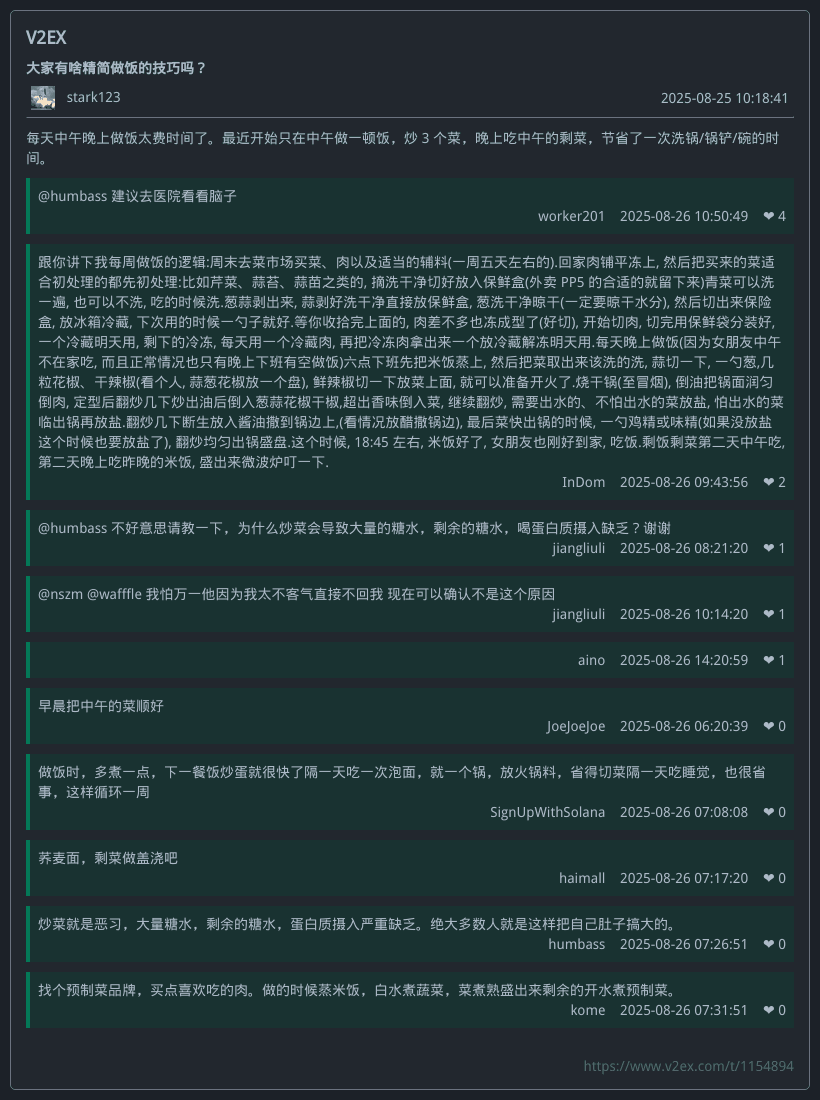 V2EX
大家有啥精简做饭的技巧吗？
stark123
2025-08-25 10:18:41
每天中午晚上做饭太费时间了。最近开始只在中午做一顿饭，炒 3 个菜，晚上吃中午的剩菜，节省了一次洗锅/锅铲/碗的时
间。
@humbass 建议去医院看看脑子
worker201 2025-08-26 10:50:49 ❤ 4
跟你讲下我每周做饭的逻辑:周末去菜市场买菜、肉以及适当的辅料(一周五天左右的).回家肉铺平冻上, 然后把买来的菜适
合初处理的都先初处理:比如芹菜、蒜苔、蒜苗之类的, 摘洗干净切好放入保鲜盒(外卖 PP5 的合适的就留下来)青菜可以洗
一遍, 也可以不洗, 吃的时候洗.葱蒜剥出来, 蒜剥好洗干净直接放保鲜盒, 葱洗干净晾干(一定要晾干水分), 然后切出来保险
盒, 放冰箱冷藏, 下次用的时候一勺子就好.等你收拾完上面的, 肉差不多也冻成型了(好切), 开始切肉, 切完用保鲜袋分装好,
一个冷藏明天用, 剩下的冷冻, 每天用一个冷藏肉, 再把冷冻肉拿出来一个放冷藏解冻明天用.每天晚上做饭(因为女朋友中午
不在家吃, 而且正常情况也只有晚上下班有空做饭)六点下班先把米饭蒸上, 然后把菜取出来该洗的洗, 蒜切一下, 一勺葱,几
粒花椒、干辣椒(看个人, 蒜葱花椒放一个盘), 鲜辣椒切一下放菜上面, 就可以准备开火了.烧干锅(至冒烟), 倒油把锅面润匀
倒肉, 定型后翻炒几下炒出油后倒入葱蒜花椒干椒,超出香味倒入菜, 继续翻炒, 需要出水的、不怕出水的菜放盐, 怕出水的菜
临出锅再放盐.翻炒几下断生放入酱油撒到锅边上,(看情况放醋撒锅边), 最后菜快出锅的时候, 一勺鸡精或味精(如果没放盐
这个时候也要放盐了), 翻炒均匀出锅盛盘.这个时候, 18:45 左右, 米饭好了, 女朋友也刚好到家, 吃饭.剩饭剩菜第二天中午吃,
第二天晚上吃昨晚的米饭, 盛出来微波炉叮一下.
InDom 2025-08-26 09:43:56 ❤ 2
@humbass 不好意思请教一下，为什么炒菜会导致大量的糖水，剩余的糖水，喝蛋白质摄入缺乏？谢谢
jiangliuli 2025-08-26 08:21:20 ❤ 1
@nszm @wafffle 我怕万一他因为我太不客气直接不回我 现在可以确认不是这个原因
jiangliuli 2025-08-26 10:14:20 ❤ 1
aino 2025-08-26 14:20:59 ❤ 1
早晨把中午的菜顺好
JoeJoeJoe 2025-08-26 06:20:39 ❤ 0
做饭时，多煮一点，下一餐饭炒蛋就很快了隔一天吃一次泡面，就一个锅，放火锅料，省得切菜隔一天吃睡觉，也很省
事，这样循环一周
SignUpWithSolana 2025-08-26 07:08:08 ❤ 0
荞麦面，剩菜做盖浇吧
haimall 2025-08-26 07:17:20 ❤ 0
炒菜就是恶习，大量糖水，剩余的糖水，蛋白质摄入严重缺乏。绝大多数人就是这样把自己肚子搞大的。
humbass 2025-08-26 07:26:51 ❤ 0
找个预制菜品牌，买点喜欢吃的肉。做的时候蒸米饭，白水煮蔬菜，菜煮熟盛出来剩余的开水煮预制菜。
kome 2025-08-26 07:31:51 ❤ 0
https://www.v2ex.com/t/1154894